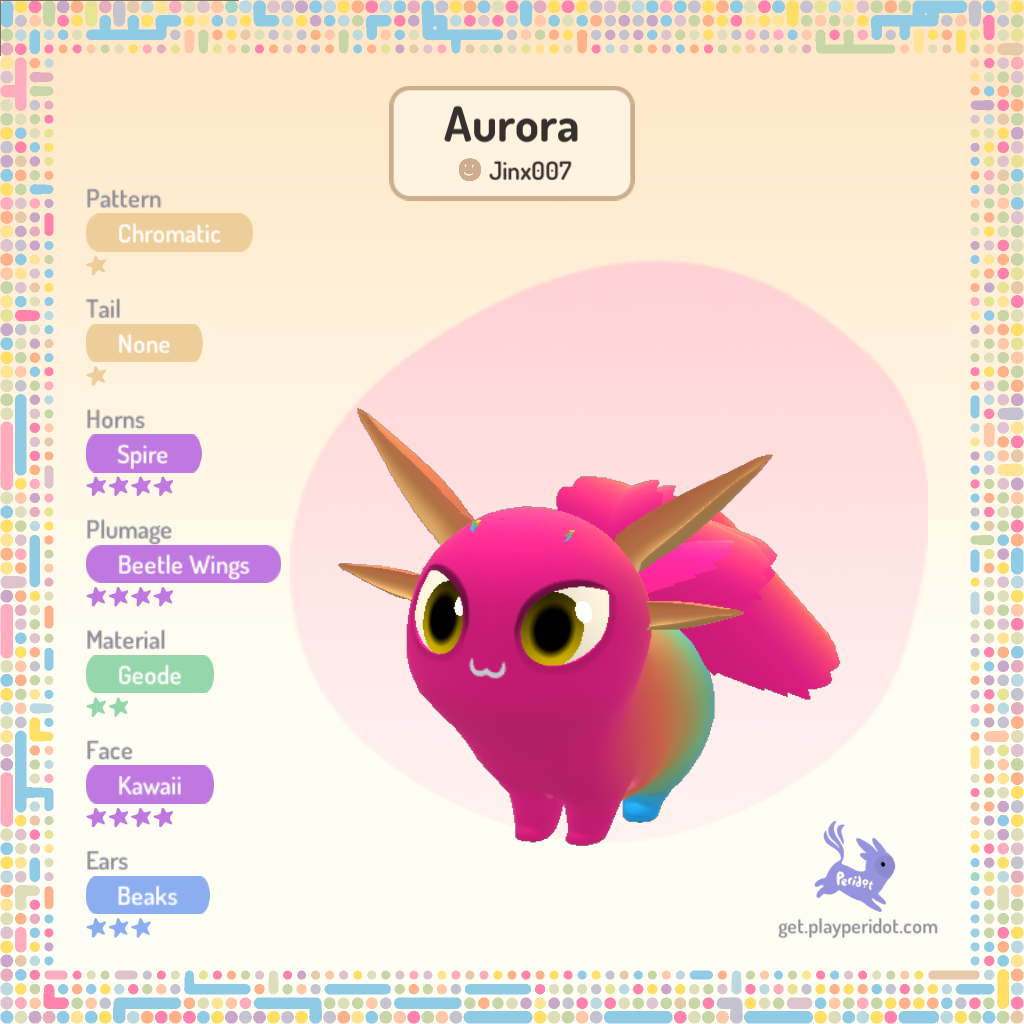 Aurora
Jinx007
Pattern
Chromatic
Tail
None
Horns
Spire
Plumage
Beetle Wings
Material
Geode
Face
Kawaii
Ears
Beaks
Peridot
get.playperidot.com